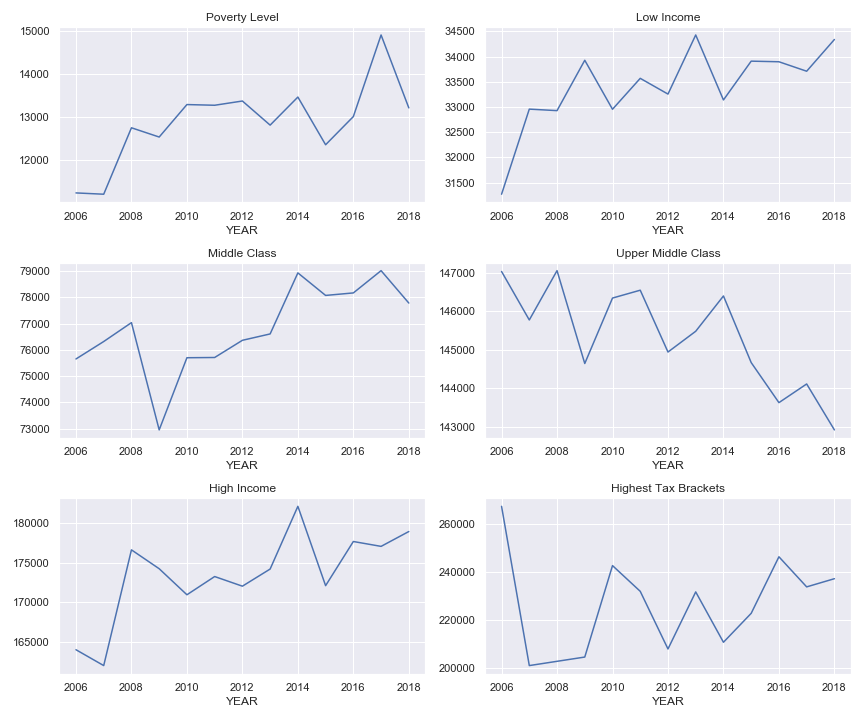 Poverty Level
15000
14000
13000
12000
2006 2008 2010 2012 2014 2016 2018
YEAR
Low Income
34500
34000
33500
33000
32500
32000
31500
2006 2008 2010 2012 2014 2016 2018
YEAR
Middle Class
79000
78000
77000
76000
75000
74000
73000
2006 2008 2010 2012 2014 2016 2018
YEAR
Upper Middle Class
147000
146000
145000
144000
143000
2006 2008 2010 2012 2014 2016 2018
YEAR
High Income
180000
175000
170000
165000
2006 2008 2010 2012 2014 2016 2018
YEAR
Highest Tax Brackets
260000
240000
220000
200000
2006 2008 2010 2012 2014 2016 2018
YEAR